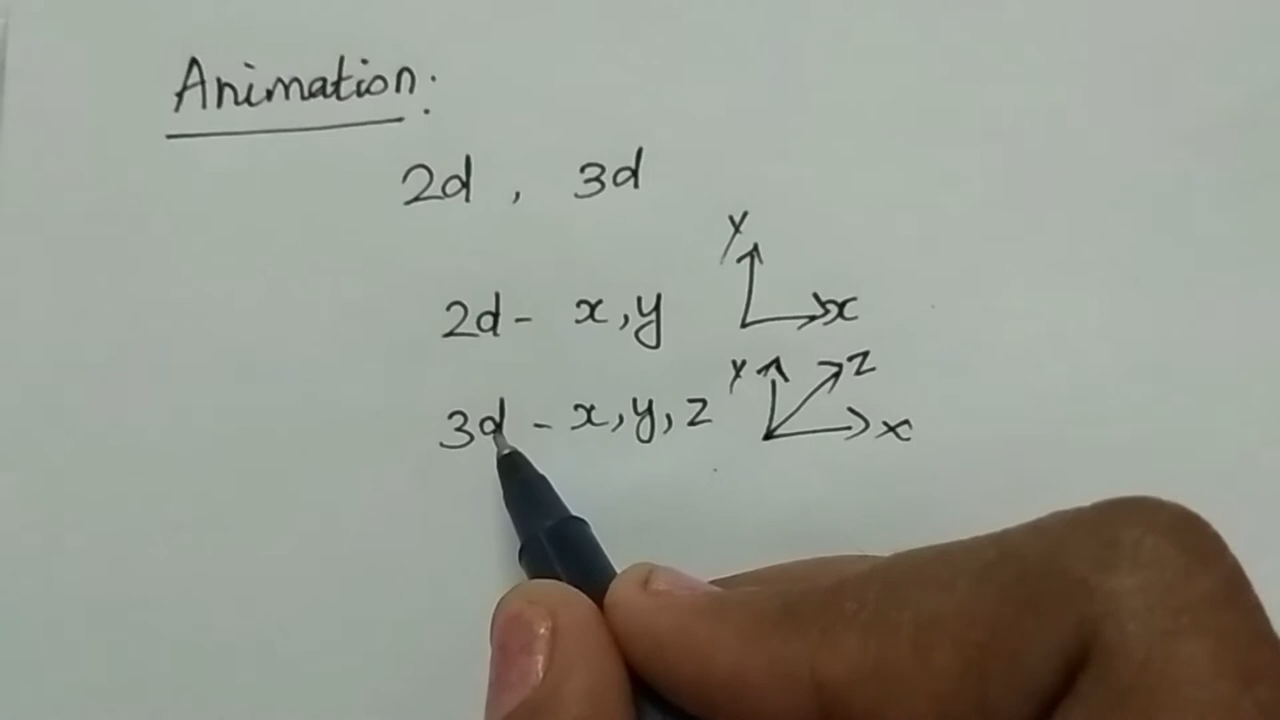 Animation:
2d, 3d
Y
2d - x,y x
Y z
3d - x,y,z x